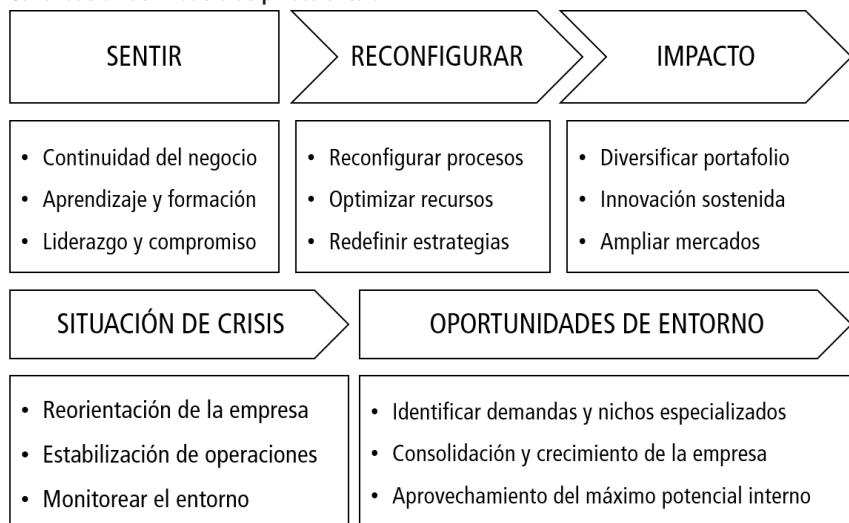 SENTIR
RECONFIGURAR
IMPACTO
• Continuidad del negocio
• Aprendizaje y formación
• Liderazgo y compromiso
• Reconfigurar procesos
• Optimizar recursos
• Redefinir estrategias
• Diversificar portafolio
• Innovación sostenida
• Ampliar mercados
SITUACIÓN DE CRISIS
OPORTUNIDADES DE ENTORNO
• Reorientación de la empresa
• Estabilización de operaciones
• Monitorear el entorno
• Identificar demandas y nichos especializados
• Consolidación y crecimiento de la empresa
• Aprovechamiento del máximo potencial interno